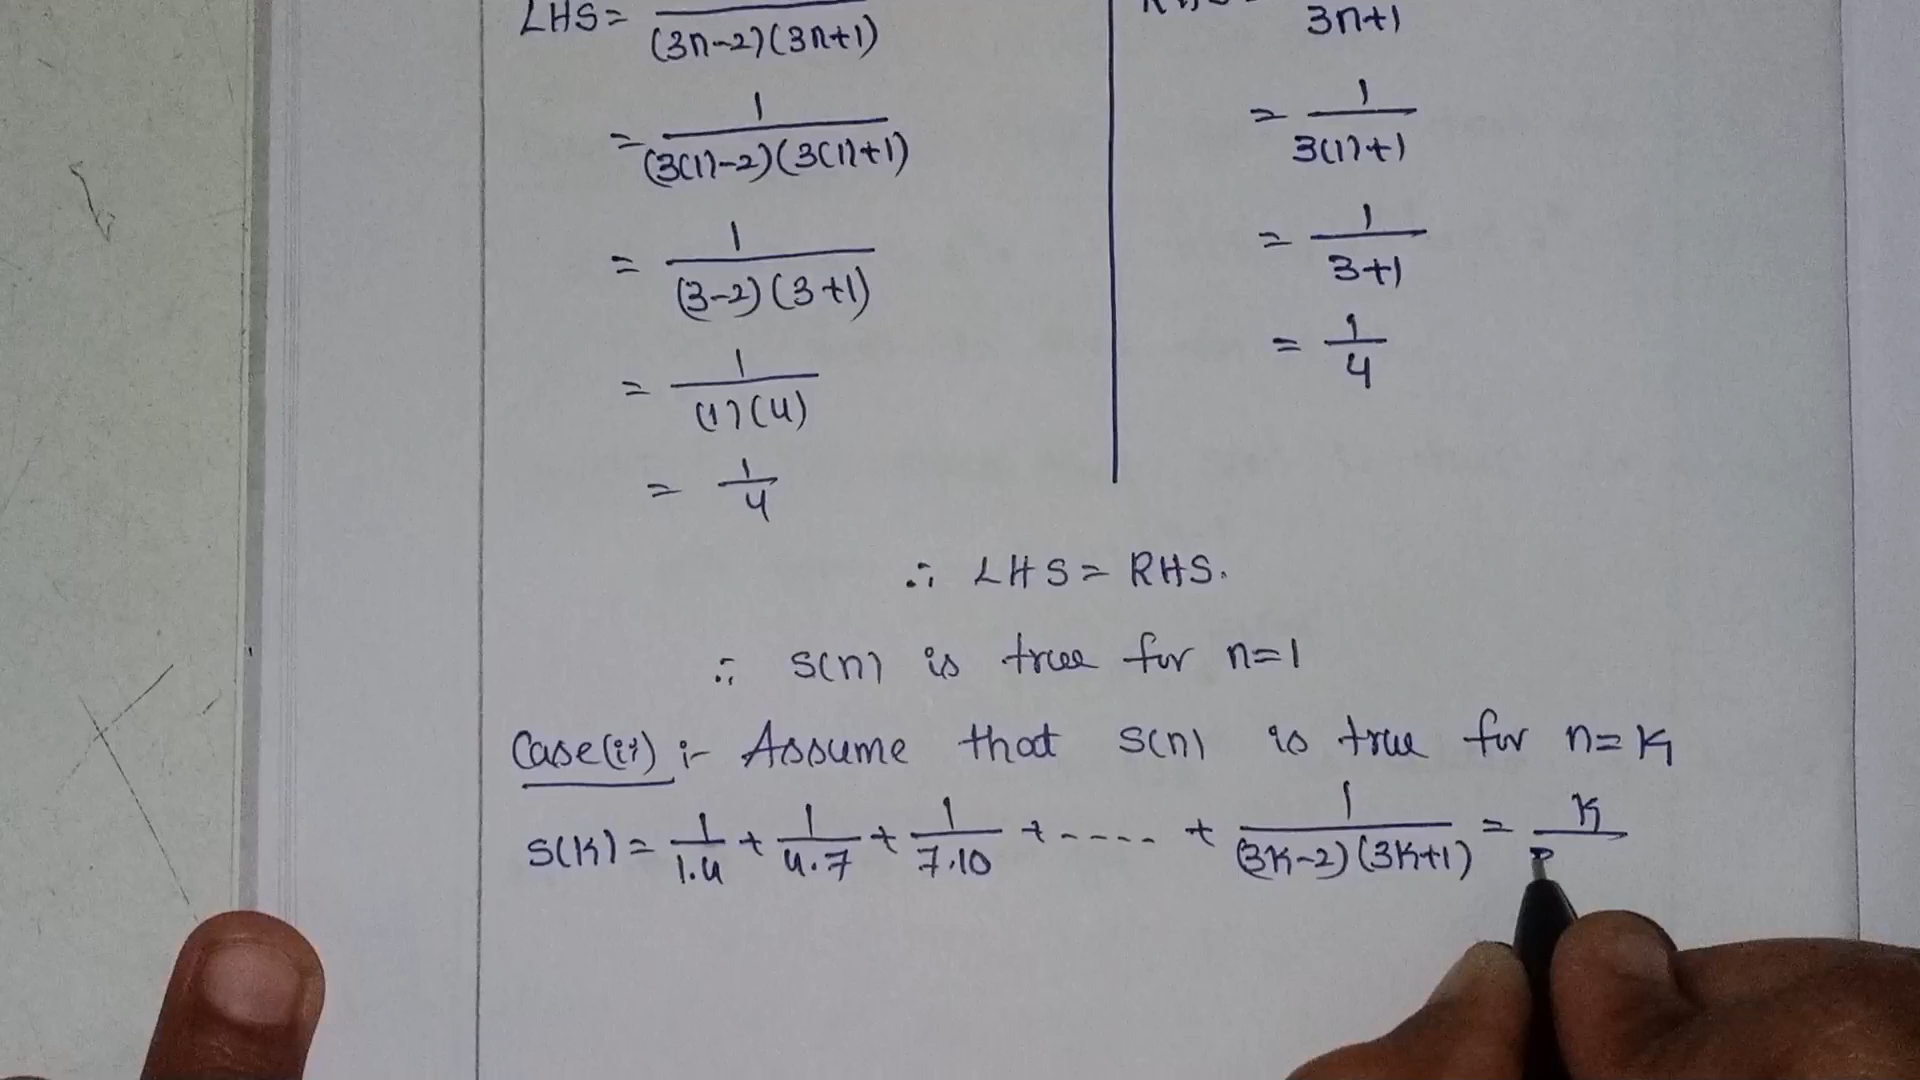 LHS= (3n-2)(3n+1)
= 1/((3(1)-2)(3(1)+1))
= 1/((3-2)(3+1))
= 1/((1)(4))
= 1/4
3n+1
= 1/(3(1)+1)
= 1/(3+1)
= 1/4
∴ LHS = RHS.
∴ S(n) is true for n=1
Case(ii) :- Assume that S(n) is true for n=K
S(K) = 1/1.4 + 1/4.7 + 1/7.10 + ---- + 1/((3K-2)(3K+1)) = K/